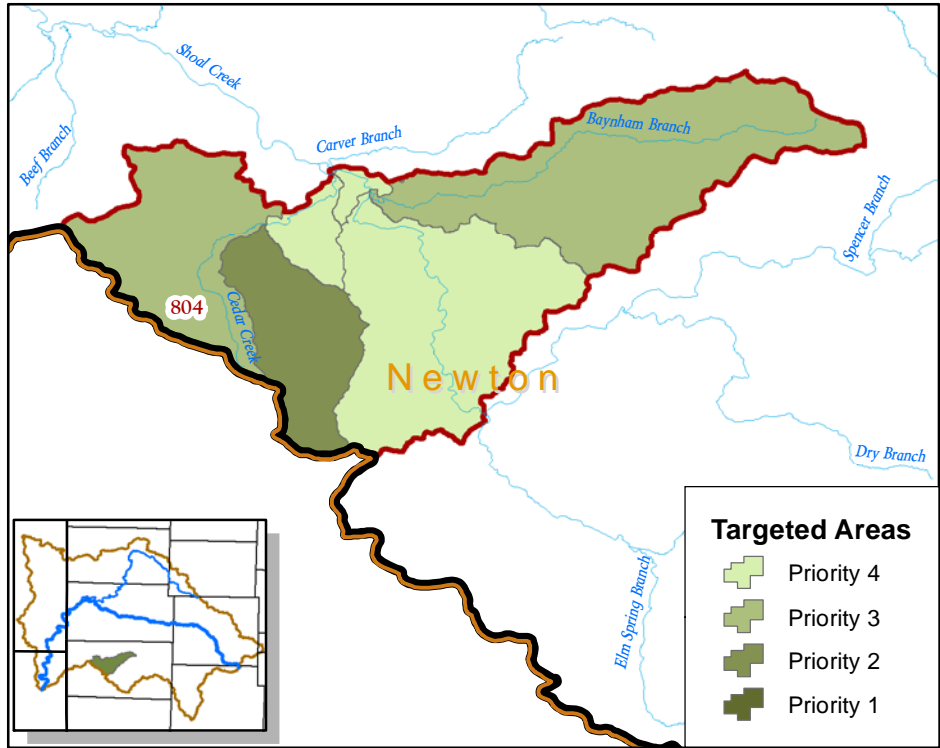 Shoal Creek
Beef Branch
Carver Branch
Baynham Branch
Spencer Branch
804
Cedar Creek
Newton
Dry Branch
Elm Spring Branch
Targeted Areas
Priority 4
Priority 3
Priority 2
Priority 1